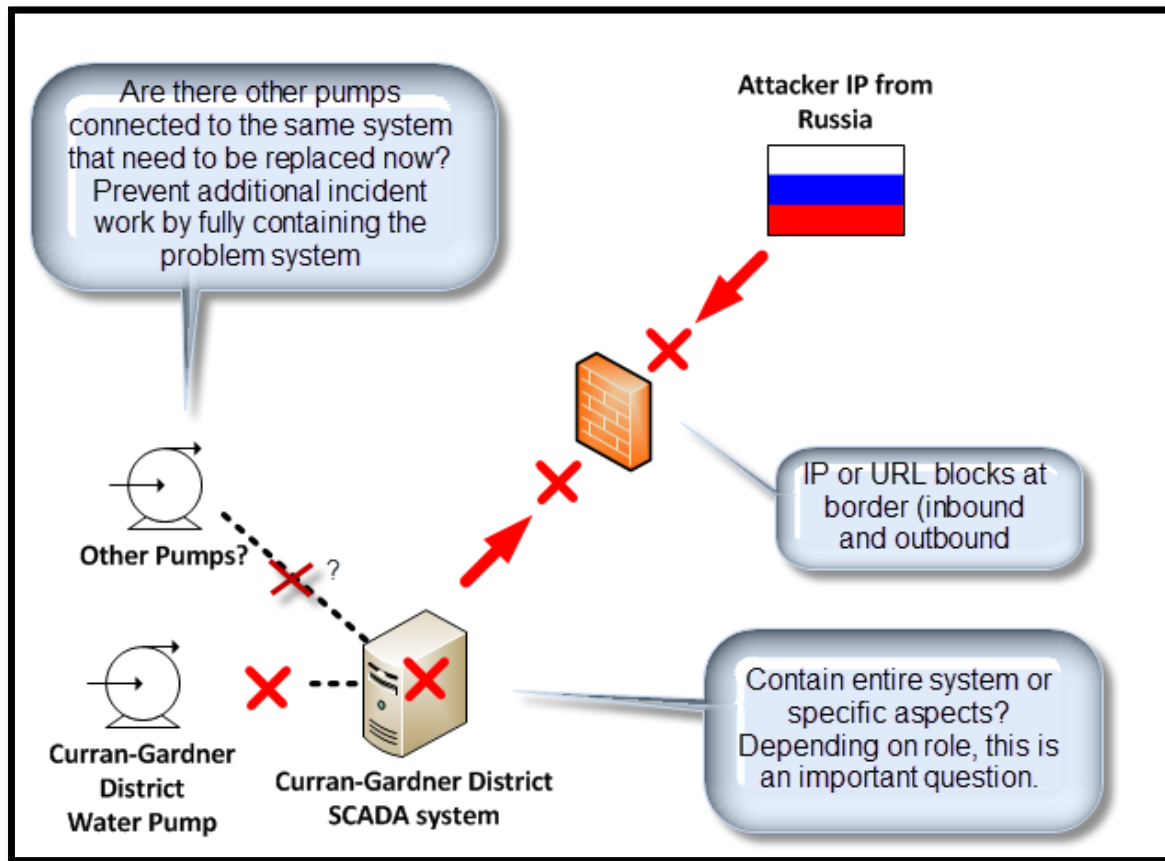 Are there other pumps
connected to the same system
that need to be replaced now?
Prevent additional incident
work by fully containing the
problem system
Attacker IP from
Russia
IP or URL blocks at
border (inbound
and outbound
Other Pumps?
?
Contain entire system or
specific aspects?
Depending on role, this is
an important question.
Curran-Gardner
District
Water Pump
Curran-Gardner District
SCADA system